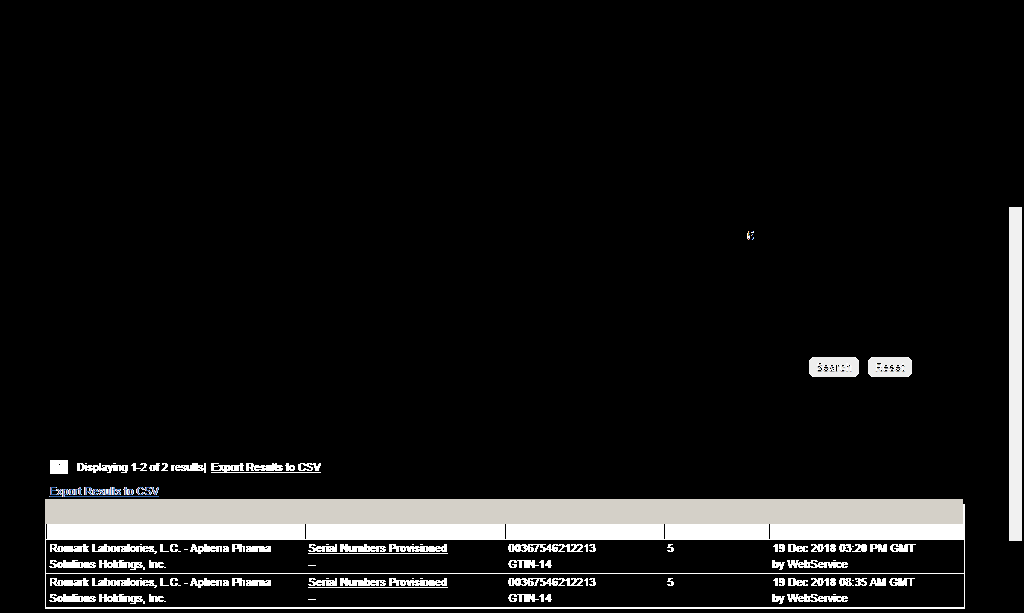 Search Reset
Displaying 1-2 of 2 results| Export Results to CSV
Export Results to CSV
Romark Laboratories, L.C. - Aphena Pharma Serial Numbers Provisioned 00367546212213 5 19 Dec 2018 03:20 PM GMT
Solutions Holdings, Inc. -- GTIN-14 by WebService
Romark Laboratories, L.C. - Aphena Pharma Serial Numbers Provisioned 00367546212213 5 19 Dec 2018 08:35 AM GMT
Solutions Holdings, Inc. -- GTIN-14 by WebService